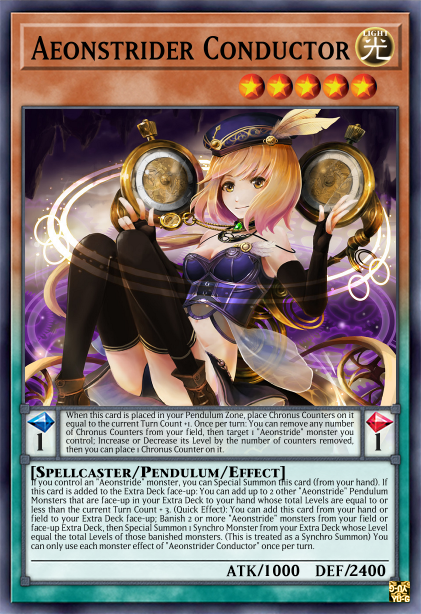 Aeonstrider Conductor
LIGHT
光
When this card is placed in your Pendulum Zone, place Chronus Counters on it
equal to the current Turn Count +1. Once per turn: You can remove any number
of Chronus Counters from your field, then target 1 "Aeonstride" monster you
control; Increase or Decrease its Level by the number of counters removed,
then you can place 1 Chronus Counter on it.
1
1
[Spellcaster/Pendulum/Effect]
If you control an "Aeonstride" monster, you can Special Summon this card (from your hand). If
this card is added to the Extra Deck face-up: You can add up to 2 other "Aeonstride" Pendulum
Monsters that are face-up in your Extra Deck to your hand whose total Levels are equal to or
less than the current Turn Count + 3. (Quick Effect): You can add this card from your hand or
field to your Extra Deck face-up; Banish 2 or more "Aeonstride" monsters from your field or
face-up Extra Deck, then Special Summon 1 Synchro Monster from your Extra Deck whose Level
equal the total Levels of those banished monsters. (This is treated as a Synchro Summon) You
can only use each monster effect of "Aeonstrider Conductor" once per turn.
ATK/1000 DEF/2400